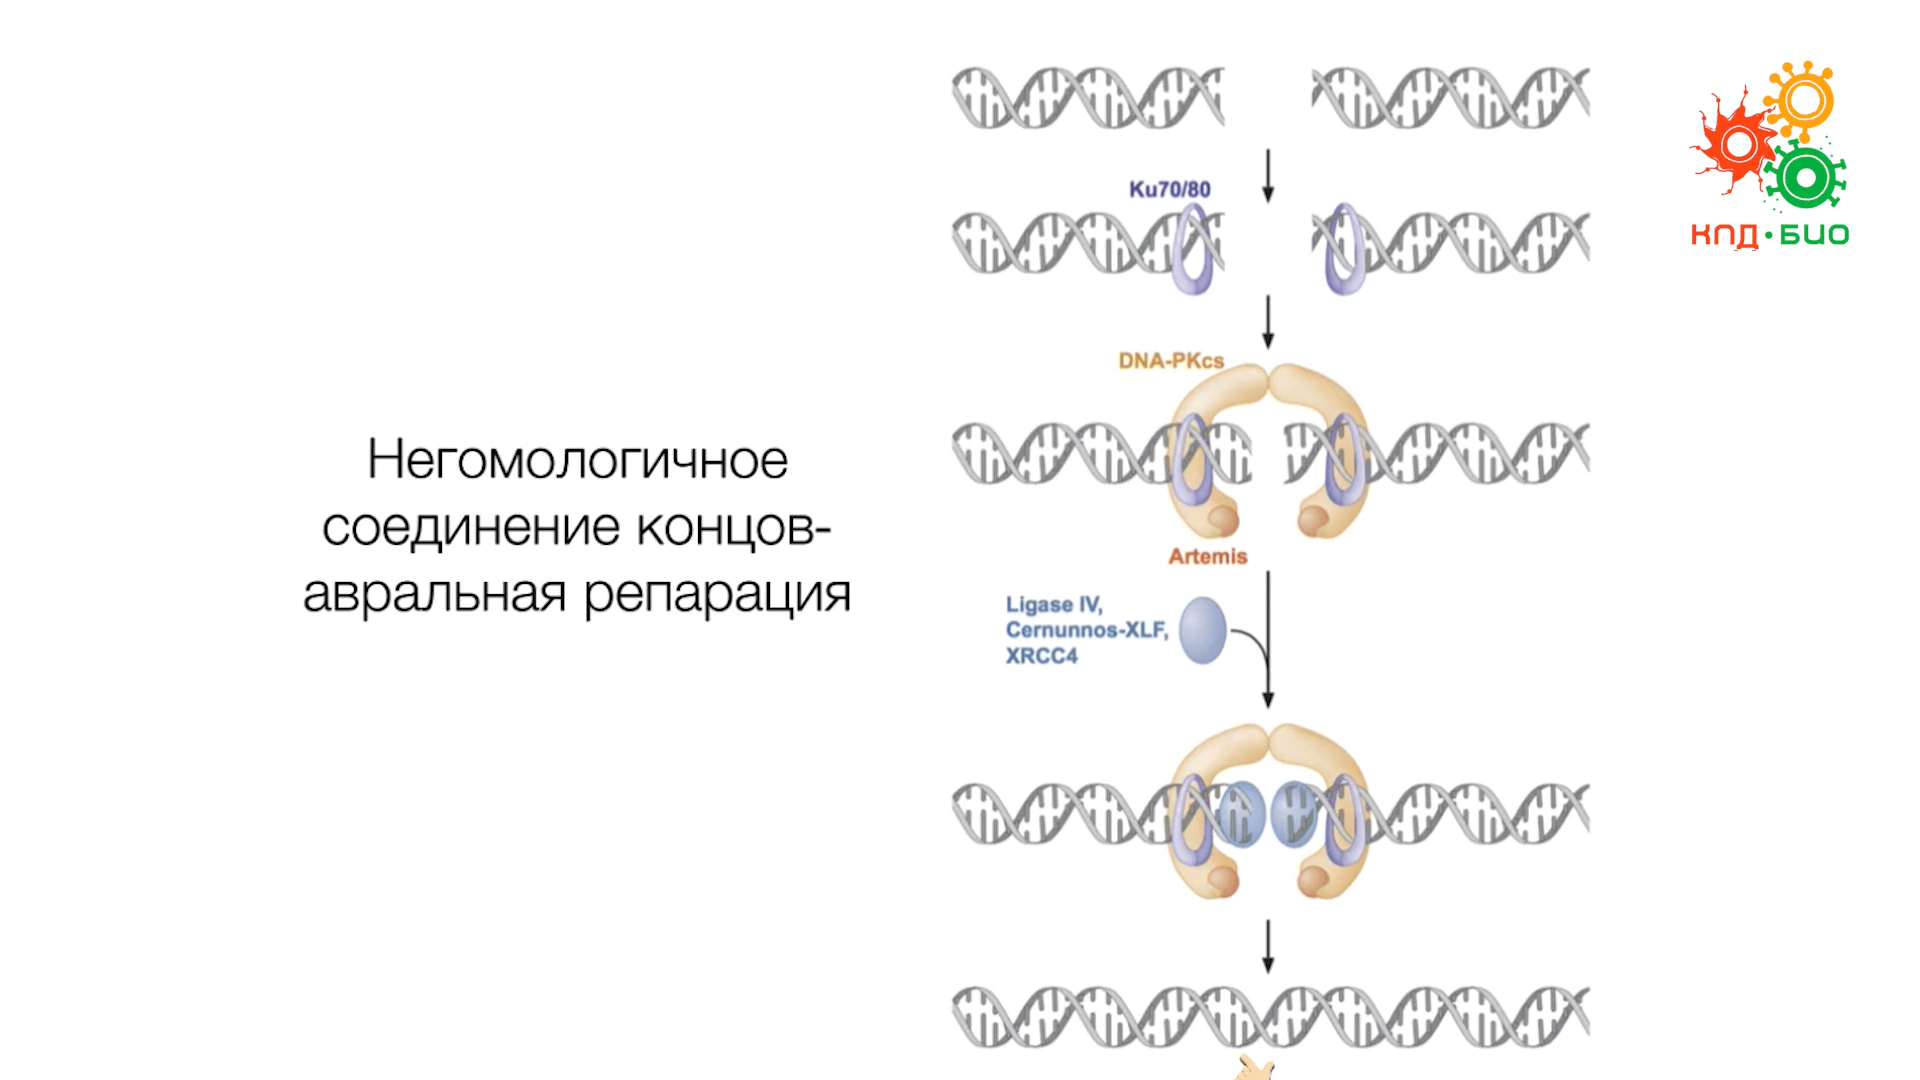 Негомологичное
соединение концов-
авральная репарация
Ku70/80
DNA-PKcs
Artemis
Ligase IV,
Cernunnos-XLF,
XRCC4
КПД·БИО